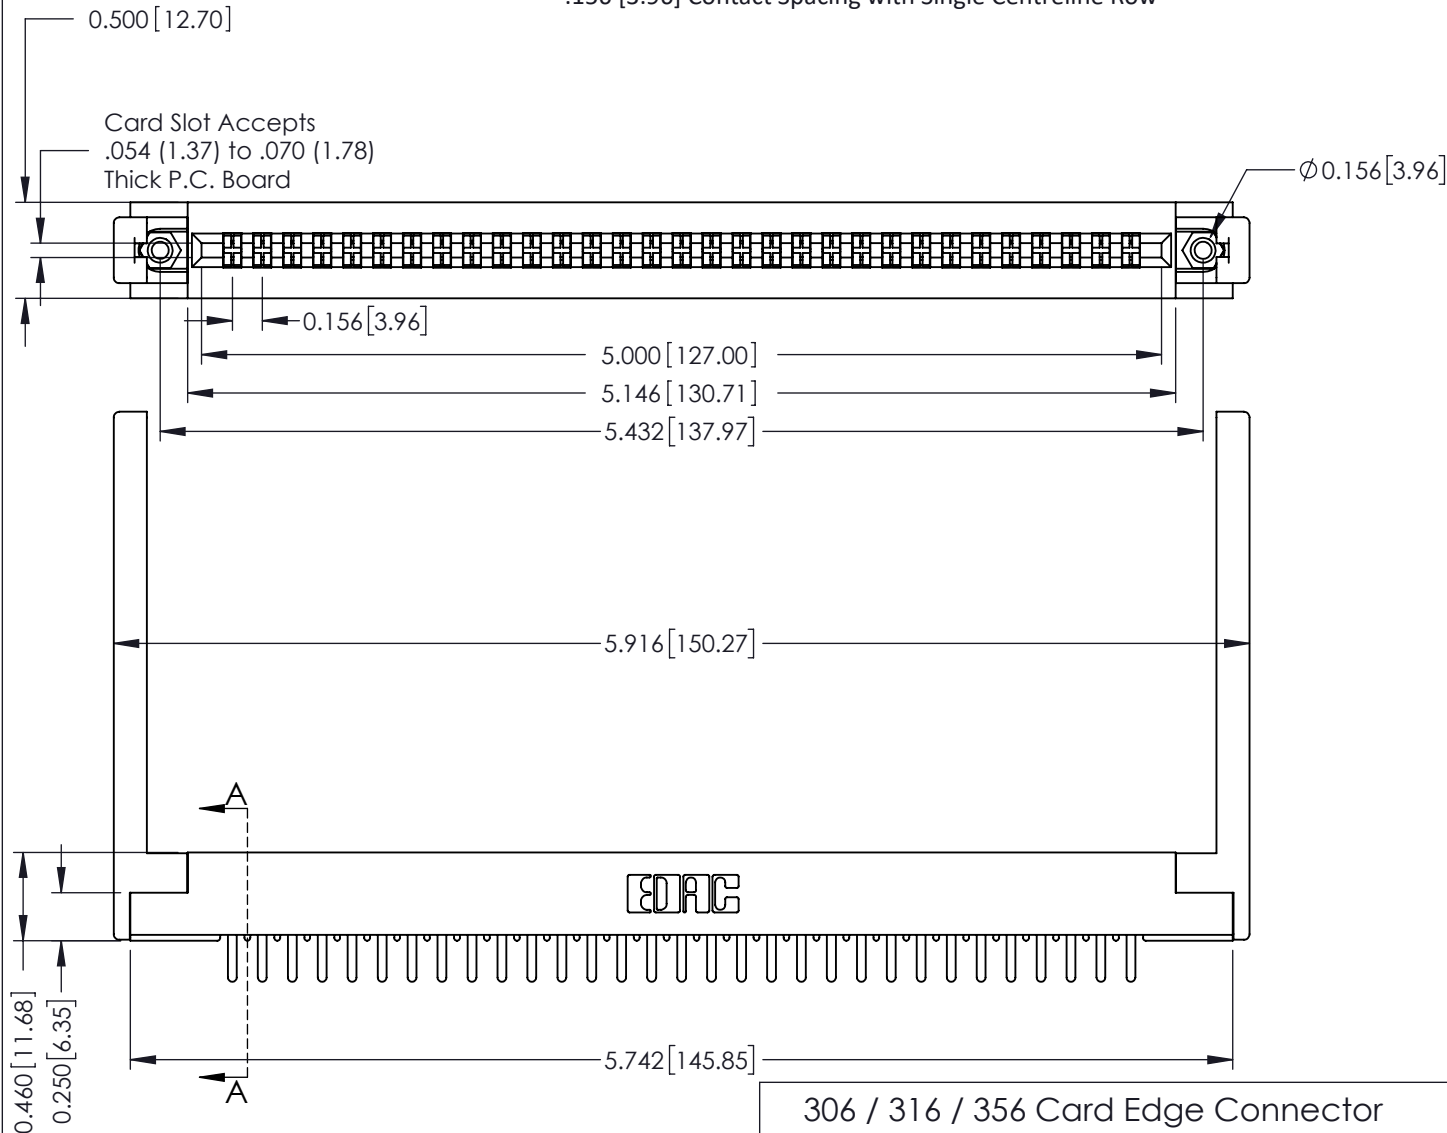 .156 [3.96] Contact Spacing with Single Centreline Row
0.500 [12.70]
Card Slot Accepts
.054 (1.37) to .070 (1.78)
Thick P.C. Board
Ø0.156[3.96]
0.156[3.96]
5.000[127.00]
5.146[130.71]
5.432[137.97]
5.916[150.27]
A
EDAC
0.460[11.68]
0.250[6.35]
5.742[145.85]
A
306 / 316 / 356 Card Edge Connector